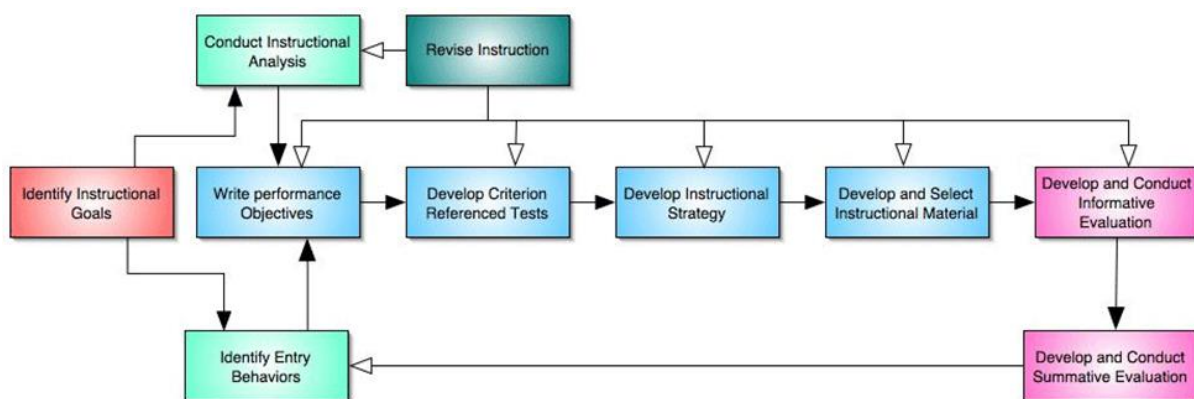 Conduct Instructional
Analysis
Revise Instruction
Identify Instructional
Goals
Write performance
Objectives
Develop Criterion
Referenced Tests
Develop Instructional
Strategy
Develop and Select
Instructional Material
Develop and Conduct
Informative
Evaluation
Identify Entry
Behaviors
Develop and Conduct
Summative Evaluation